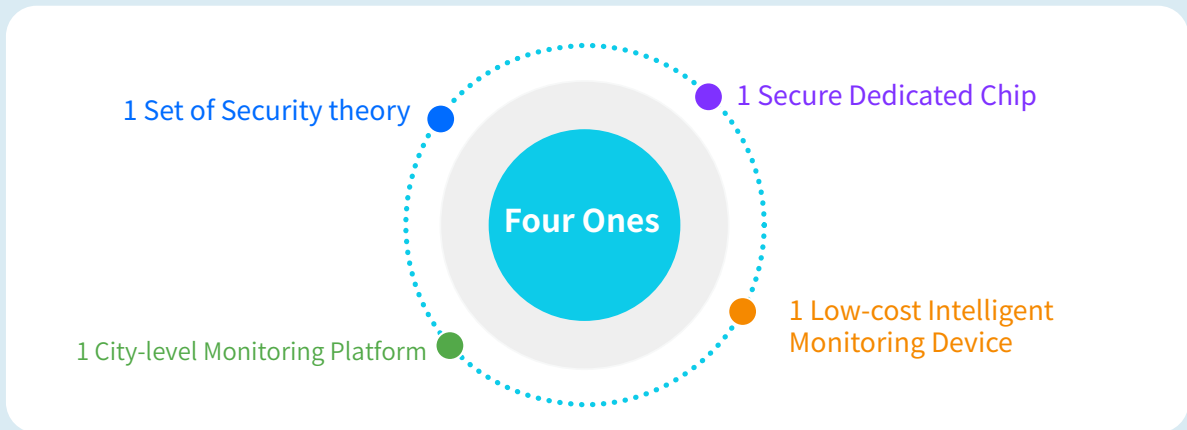 1 Set of Security theory
1 Secure Dedicated Chip
Four Ones
1 Low-cost Intelligent
Monitoring Device
1 City-level Monitoring Platform